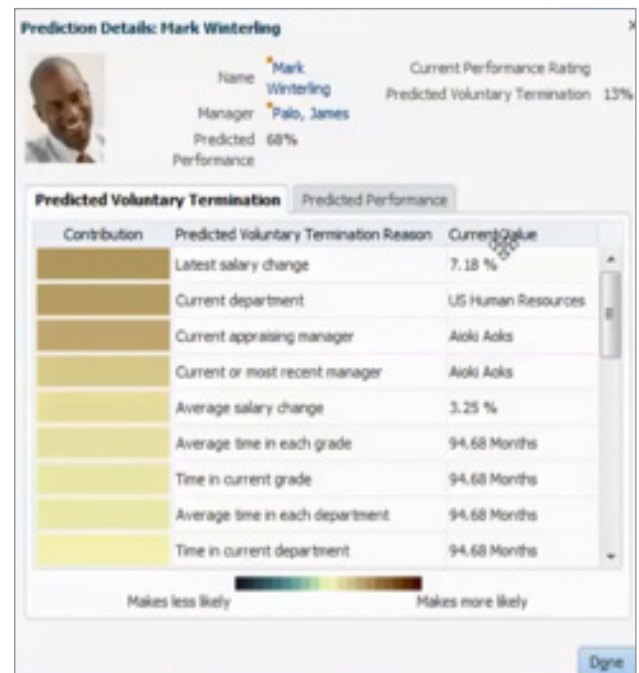 Prediction Details: Mark Winterling
x
Name Mark Winterling
Manager Palo, James
Predicted Performance 68%
Current Performance Rating
Predicted Voluntary Termination 13%
Predicted Voluntary Termination Predicted Performance
Contribution Predicted Voluntary Termination Reason Current Value
Latest salary change 7.18 %
Current department US Human Resources
Current appraising manager Aioki Aoks
Current or most recent manager Aioki Aoks
Average salary change 3.25 %
Average time in each grade 94.68 Months
Time in current grade 94.68 Months
Average time in each department 94.68 Months
Time in current department 94.68 Months
Makes less likely Makes more likely
Done